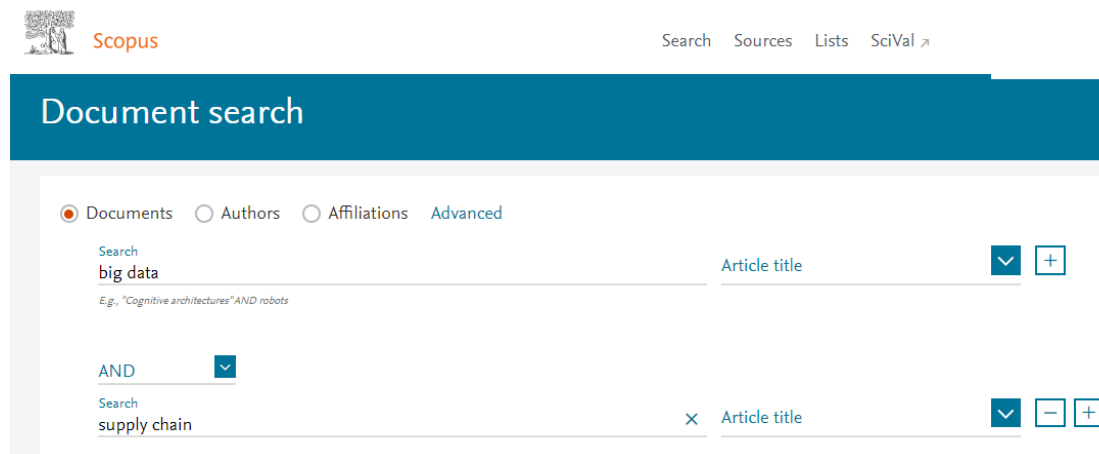 Scopus
Search Sources Lists SciVal ↗
Document search
Documents Authors Affiliations Advanced
Search
big data
Article title
E.g., "Cognitive architectures" AND robots
AND
Search
supply chain
Article title